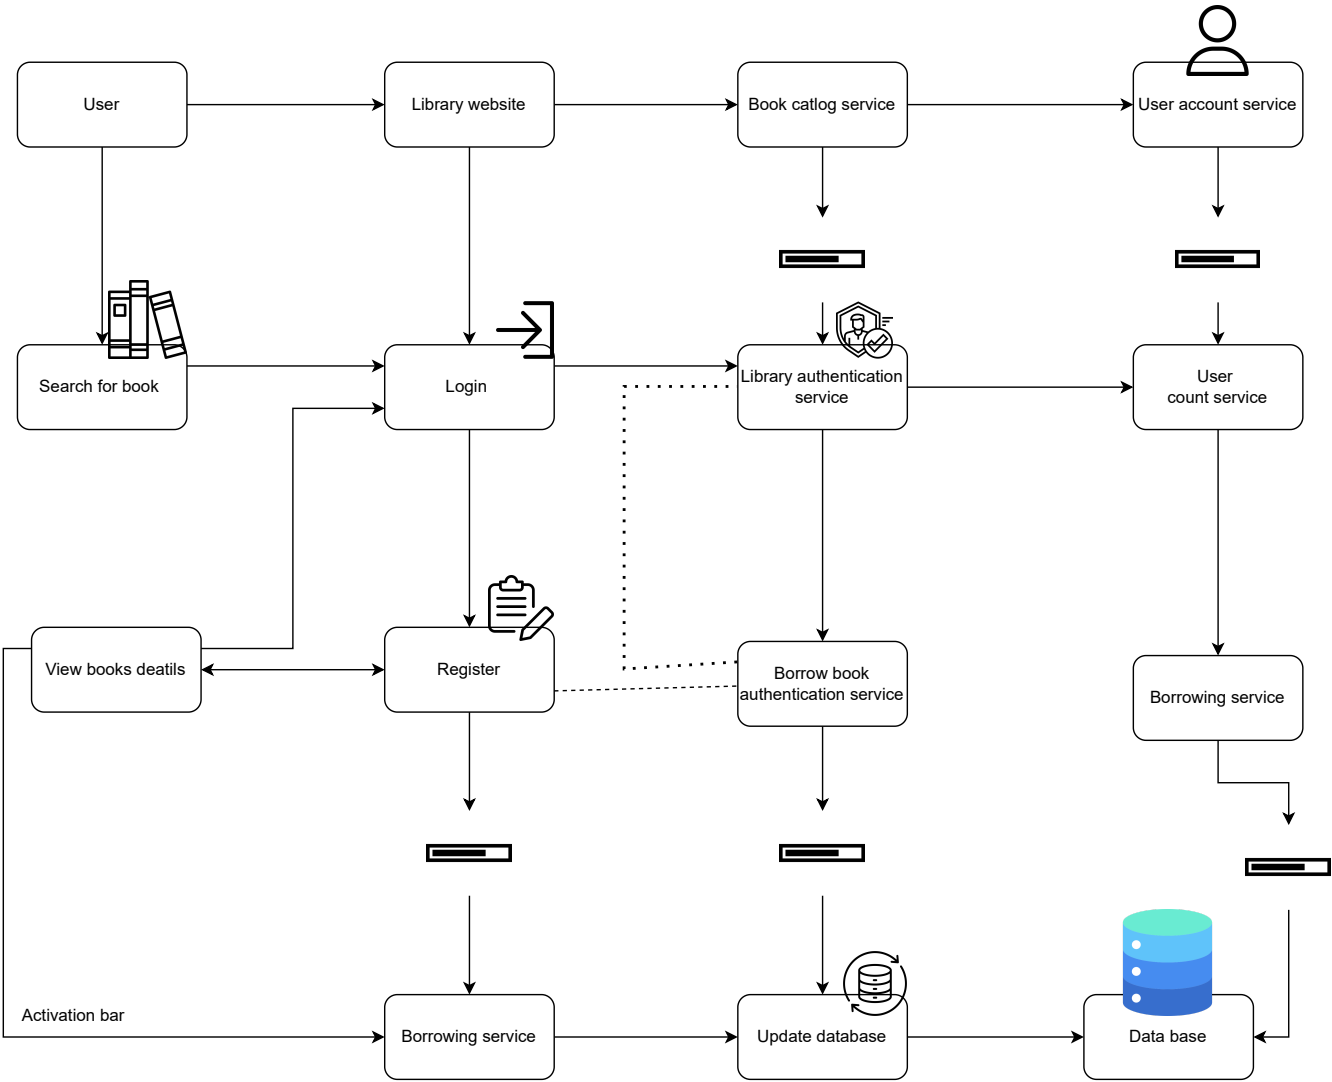 User
Library website
Book catlog service
User account service
Search for book
Login
Library authentication
service
User
count service
View books deatils
Register
Borrow book
authentication service
Borrowing service
Activation bar
Borrowing service
Update database
Data base